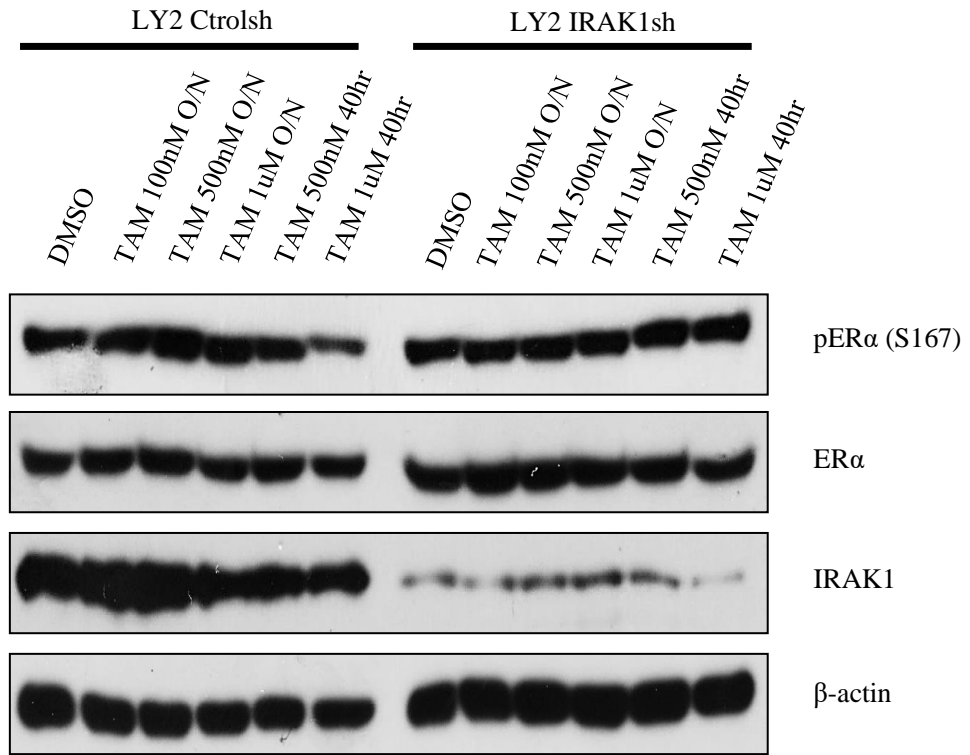 LY2 Ctrolsh
LY2 IRAK1sh
DMSO
TAM 100nM O/N
TAM 500nM O/N
TAM 1uM O/N
TAM 500nM 40hr
TAM 1uM 40hr
DMSO
TAM 100nM O/N
TAM 500nM O/N
TAM 1uM O/N
TAM 500nM 40hr
TAM 1uM 40hr
pERα (S167)
ERα
IRAK1
β-actin